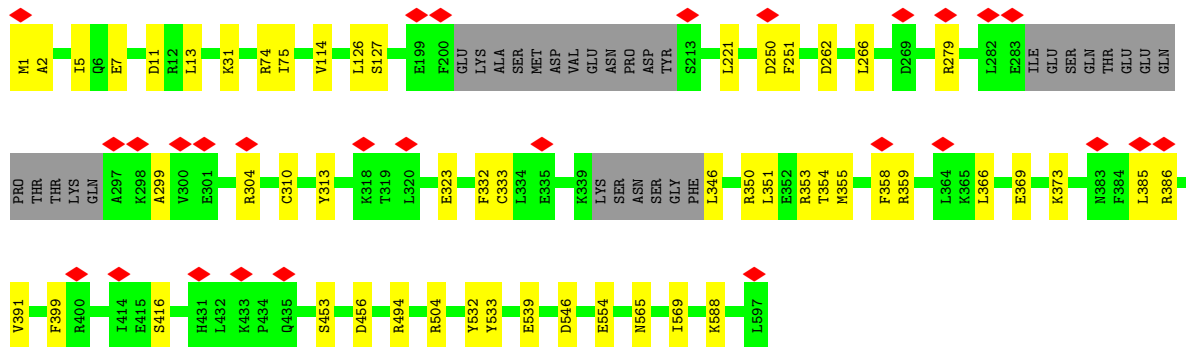 M1 A2 I5 Q6 E7 D11 R12 L13 K31 R74 I75 V114 L126 S127 E199 F200 GLU LYS ALA SER MET ASP VAL GLU ASN PRO ASP TYR S213 L221 D250 F251 D262 L266 D269 R279 L282 E283 ILE GLU SER GLN THR GLU GLU GLN
PRO THR THR LYS GLN A297 K298 A299 V300 E301 R304 C310 Y313 K318 T319 L320 E323 F332 C333 L334 E335 K339 LYS SER ASN SER GLY PHE L346 R350 L351 E352 R353 T354 M355 F358 R359 L364 K365 L366 E369 K373 N383 F384 L385 R386
V391 F399 R400 I414 E415 S416 H431 L432 K433 P434 Q435 S453 D456 R494 R504 Y532 Y533 E539 D546 E554 N565 I569 K588 L597